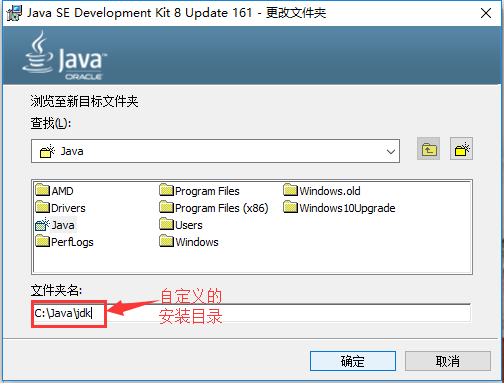 Java SE Development Kit 8 Update 161 - 更改文件夹
Java™
ORACLE
浏览至新目标文件夹
查找(L):
Java
AMD
Program Files
Windows.old
Drivers
Program Files (x86)
Windows10Upgrade
Java
Users
PerfLogs
Windows
文件夹名:
C:\Java\jdk
自定义的
安装目录
确定
取消